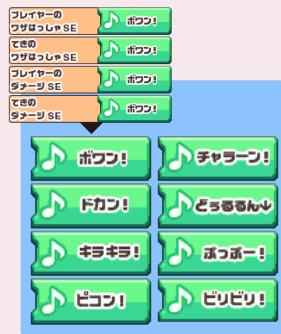 プレイヤーの
ワザはっしゃSE
ボワン!
てきの
ワザはっしゃSE
ボワン!
プレイヤーの
ダメージSE
ボワン!
てきの
ダメージSE
ボワン!
ボワン! チャラーン!
ドカン! どぅるるん↓
キラキラ! ぷっぷー!
ピコン! ビリビリ!